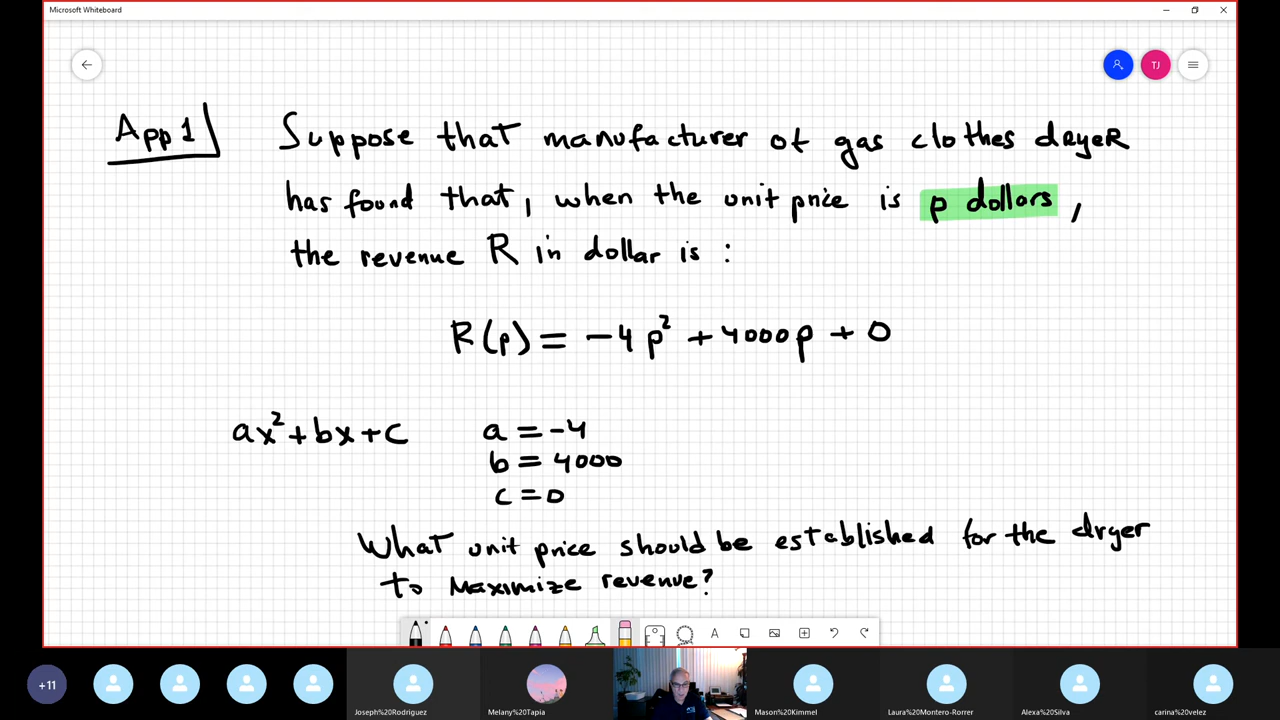 Microsoft Whiteboard
TJ
App 1
Suppose that manufacturer of gas clothes dryer
has found that, when the unit price is p dollars,
the revenue R in dollar is :
R(p) = -4p² + 4000p + 0
ax² + bx + c
a = -4
b = 4000
c = 0
What unit price should be established for the dryer
to maximize revenue?
A
+11
Joseph%20Rodriguez
Melany%20Tapia
Mason%20Kimmel
Laura%20Montero-Rorrer
Alexa%20Silva
carina%20velez